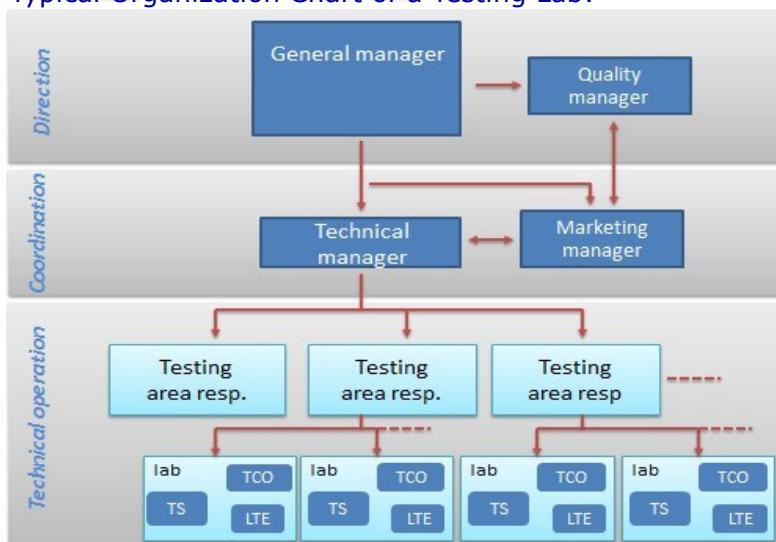 Typical Organization Chart of a Testing Lab:
Direction
General manager
Quality
manager
Coordination
Technical
manager
Marketing
manager
Technical operation
Testing
area resp.
Testing
area resp.
Testing
area resp
lab
TCO
TS
LTE
lab
TCO
TS
LTE
lab
TCO
TS
LTE
lab
TCO
TS
LTE